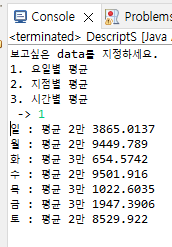 Console
Problems
<terminated> DescriptS [Java A
보고싶은 data를 지정하세요.
1. 요일별 평균
2. 지점별 평균
3. 시간별 평균
-> 1
일 : 평균 2만 3865.0137
월 : 평균 2만 9449.789
화 : 평균 3만 654.5742
수 : 평균 2만 9501.916
목 : 평균 3만 1022.6035
금 : 평균 3만 1947.3906
토 : 평균 2만 8529.922